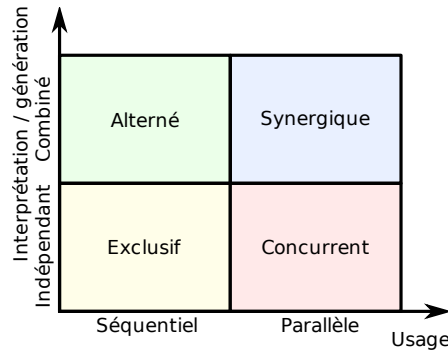 Interprétation / génération
Combiné
Indépendant
Alterné
Synergique
Exclusif
Concurrent
Séquentiel
Parallèle
Usage